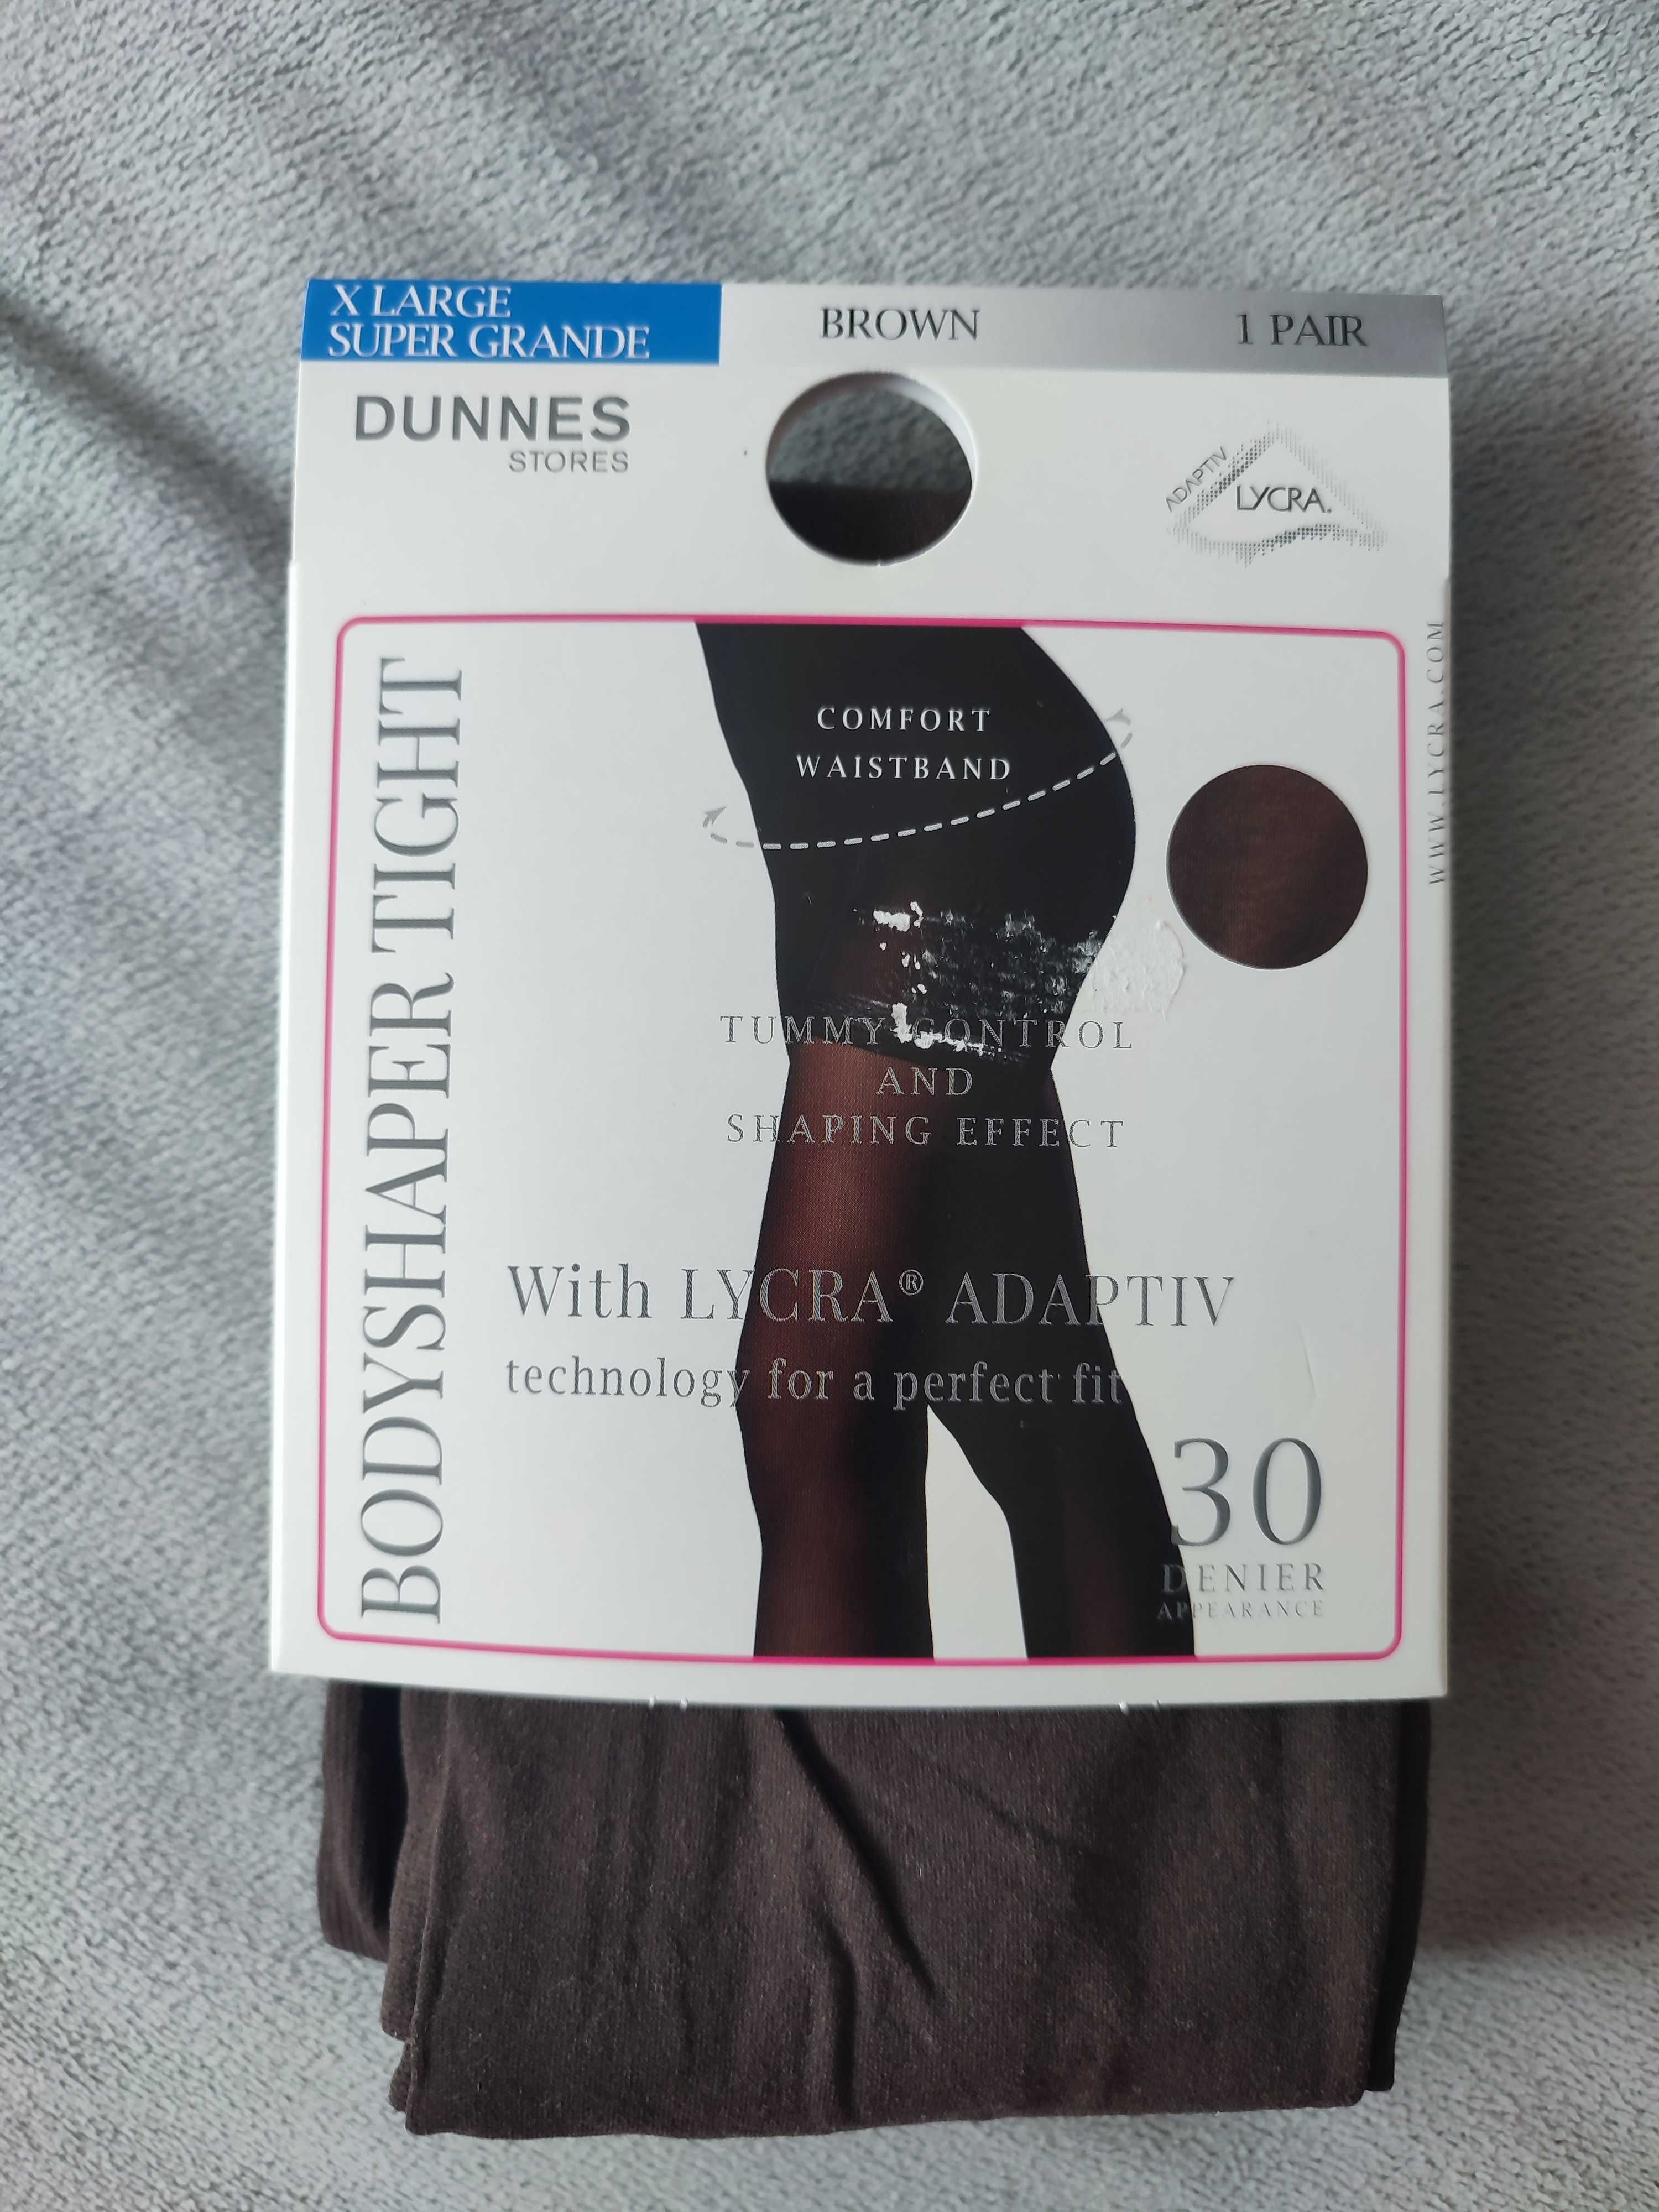 X LARGE
SUPER GRANDE
BROWN
1 PAIR
DUNNES
STORES
ADAPTIV
LYCRA®
WWW.LYCRA.COM
BODYSHAPER TIGHT
COMFORT
WAISTBAND
TUMMY CONTROL
AND
SHAPING EFFECT
With LYCRA® ADAPTIV
technology for a perfect fit
30
DENIER
APPEARANCE